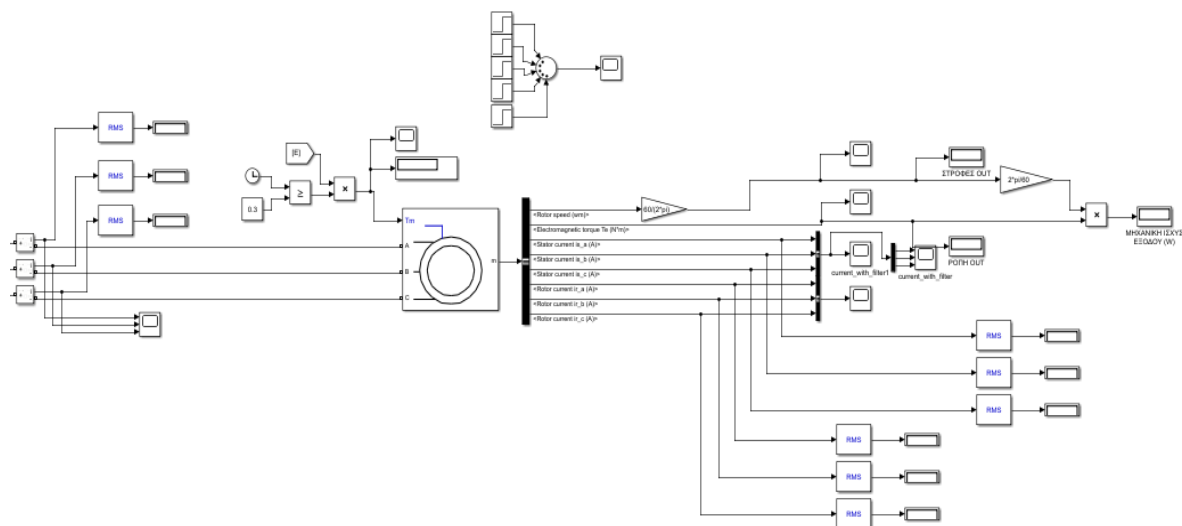 RMS
RMS
RMS
[E]
0.3
≥
×
Tm
A
B
C
m
<Rotor speed (wm)>
<Electromagnetic torque Te (N*m)>
<Stator current is_a (A)>
<Stator current is_b (A)>
<Stator current is_c (A)>
<Rotor current ir_a (A)>
<Rotor current ir_b (A)>
<Rotor current ir_c (A)>
60/(2*pi)
ΣΤΡΟΦΕΣ OUT
2*pi/60
×
ΜΗΧΑΝΙΚΗ ΙΣΧΥΣ
ΕΞΟΔΟΥ (W)
current_with_filter1
current_with_filter
ΡΟΠΗ OUT
RMS
RMS
RMS
RMS
RMS
RMS